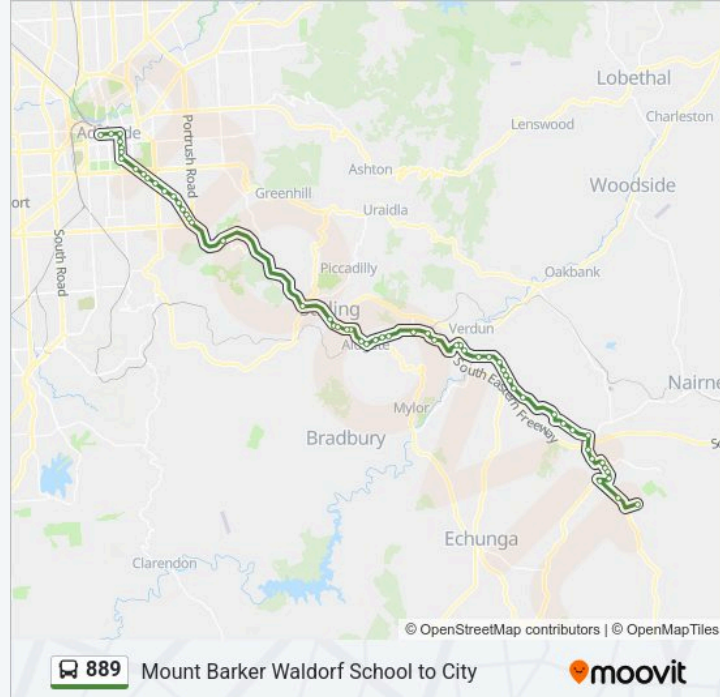 Lobethal
Charleston
Lenswood
Portrush Road
Ashton
Woodside
Greenhill
Uraidla
ort
South Road
Piccadilly
Oakbank
Verdun
South Eastern Freeway
Nairne
Mylor
Bradbury
Echunga
Clarendon
© OpenStreetMap contributors | © OpenMapTiles
889 Mount Barker Waldorf School to City
moovit